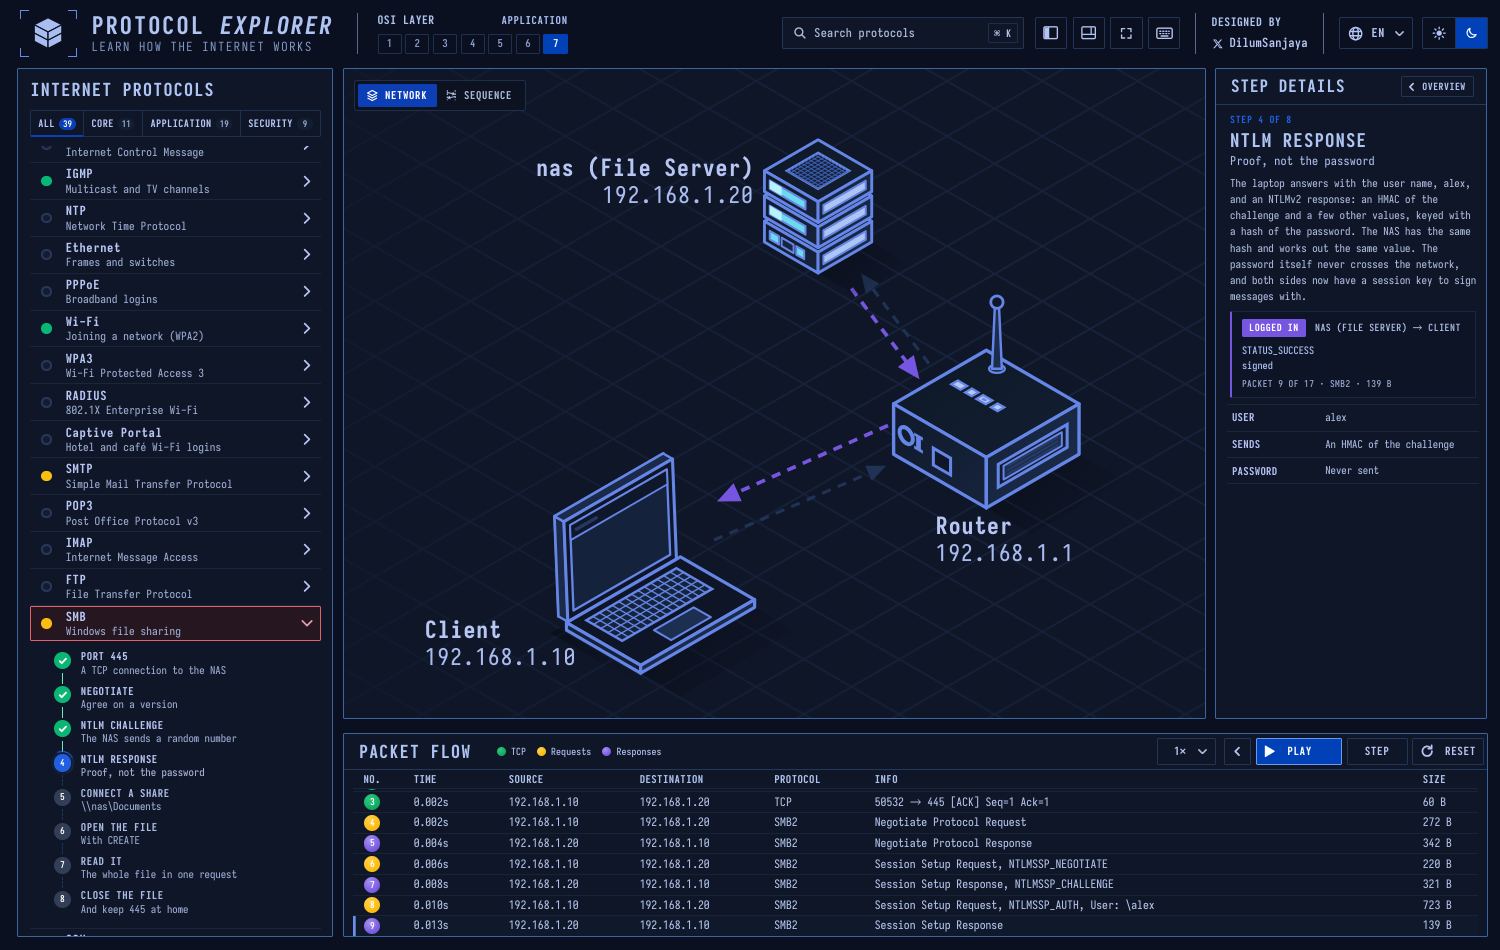 PROTOCOL EXPLORER
LEARN HOW THE INTERNET WORKS
OSI LAYER APPLICATION
1 2 3 4 5 6 7
Search protocols ⌘ K
DESIGNED BY
DilumSanjaya
EN
INTERNET PROTOCOLS
ALL 39 CORE 11 APPLICATION 19 SECURITY 9
Internet Control Message
IGMP
Multicast and TV channels
NTP
Network Time Protocol
Ethernet
Frames and switches
PPPoE
Broadband logins
Wi-Fi
Joining a network (WPA2)
WPA3
Wi-Fi Protected Access 3
RADIUS
802.1X Enterprise Wi-Fi
Captive Portal
Hotel and café Wi-Fi logins
SMTP
Simple Mail Transfer Protocol
POP3
Post Office Protocol v3
IMAP
Internet Message Access
FTP
File Transfer Protocol
SMB
Windows file sharing
PORT 445
A TCP connection to the NAS
NEGOTIATE
Agree on a version
NTLM CHALLENGE
The NAS sends a random number
4 NTLM RESPONSE
Proof, not the password
5 CONNECT A SHARE
\\nas\Documents
6 OPEN THE FILE
With CREATE
7 READ IT
The whole file in one request
8 CLOSE THE FILE
And keep 445 at home
NETWORK SEQUENCE
nas (File Server)
192.168.1.20
Router
192.168.1.1
Client
192.168.1.10
STEP DETAILS OVERVIEW
STEP 4 OF 8
NTLM RESPONSE
Proof, not the password
The laptop answers with the user name, alex,
and an NTLMv2 response: an HMAC of the
challenge and a few other values, keyed with
a hash of the password. The NAS has the same
hash and works out the same value. The
password itself never crosses the network,
and both sides now have a session key to sign
messages with.
LOGGED IN NAS (FILE SERVER) → CLIENT
STATUS_SUCCESS
signed
PACKET 9 OF 17 · SMB2 · 139 B
USER alex
SENDS An HMAC of the challenge
PASSWORD Never sent
PACKET FLOW TCP Requests Responses 1× PLAY STEP RESET
NO. TIME SOURCE DESTINATION PROTOCOL INFO SIZE
3 0.002s 192.168.1.10 192.168.1.20 TCP 50532 → 445 [ACK] Seq=1 Ack=1 60 B
4 0.002s 192.168.1.10 192.168.1.20 SMB2 Negotiate Protocol Request 272 B
5 0.004s 192.168.1.20 192.168.1.10 SMB2 Negotiate Protocol Response 342 B
6 0.006s 192.168.1.10 192.168.1.20 SMB2 Session Setup Request, NTLMSSP_NEGOTIATE 220 B
7 0.008s 192.168.1.20 192.168.1.10 SMB2 Session Setup Response, NTLMSSP_CHALLENGE 321 B
8 0.010s 192.168.1.10 192.168.1.20 SMB2 Session Setup Request, NTLMSSP_AUTH, User: \alex 723 B
9 0.013s 192.168.1.20 192.168.1.10 SMB2 Session Setup Response 139 B